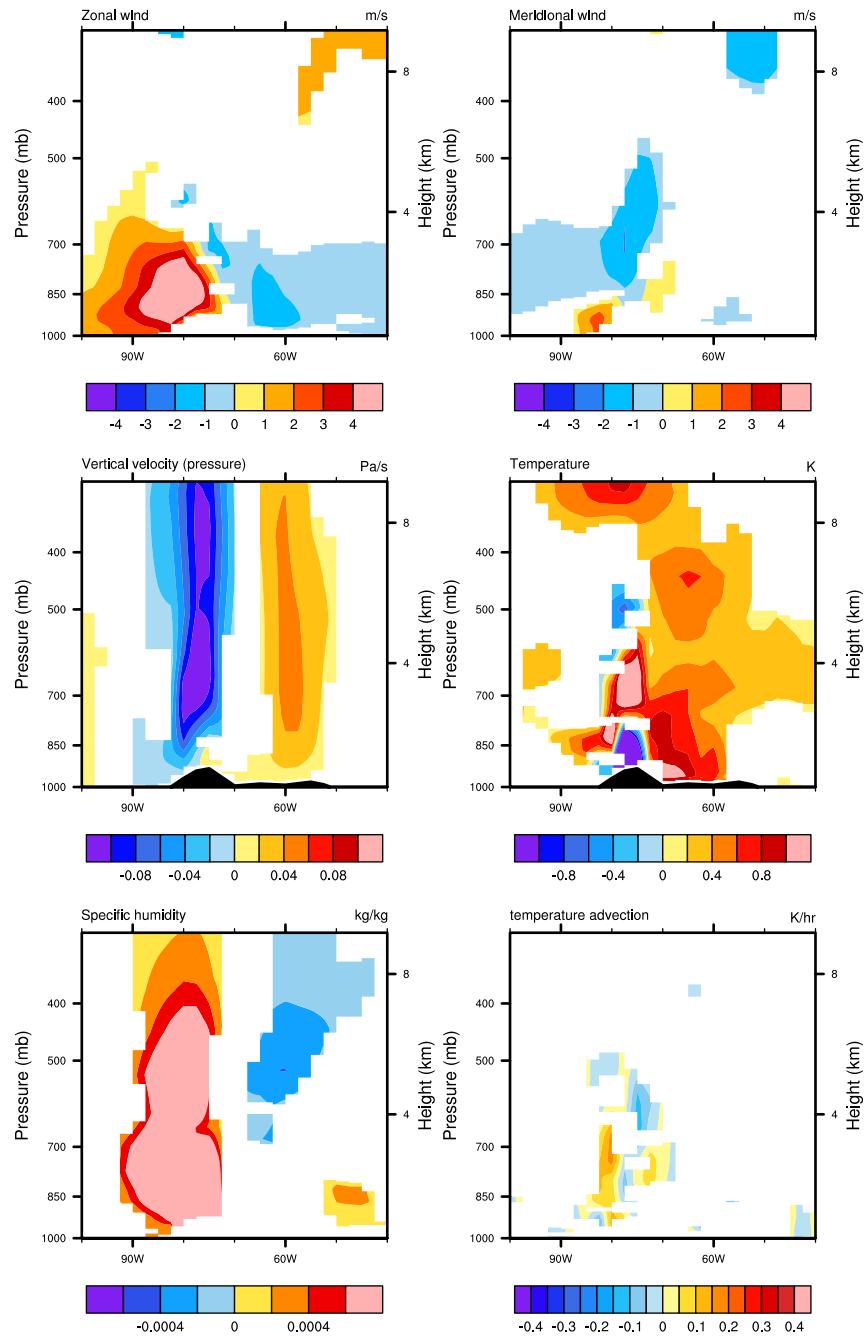 Zonal wind m/s
Pressure (mb)
400
500
700
850
1000
8
4
Height (km)
90W 60W
-4 -3 -2 -1 0 1 2 3 4
Meridional wind m/s
Pressure (mb)
400
500
700
850
1000
8
4
Height (km)
90W 60W
-4 -3 -2 -1 0 1 2 3 4
Vertical velocity (pressure) Pa/s
Pressure (mb)
400
500
700
850
1000
8
4
Height (km)
90W 60W
-0.08 -0.04 0 0.04 0.08
Temperature K
Pressure (mb)
400
500
700
850
1000
8
4
Height (km)
90W 60W
-0.8 -0.4 0 0.4 0.8
Specific humidity kg/kg
Pressure (mb)
400
500
700
850
1000
8
4
Height (km)
90W 60W
-0.0004 0 0.0004
temperature advection K/hr
Pressure (mb)
400
500
700
850
1000
8
4
Height (km)
90W 60W
-0.4 -0.3 -0.2 -0.1 0 0.1 0.2 0.3 0.4